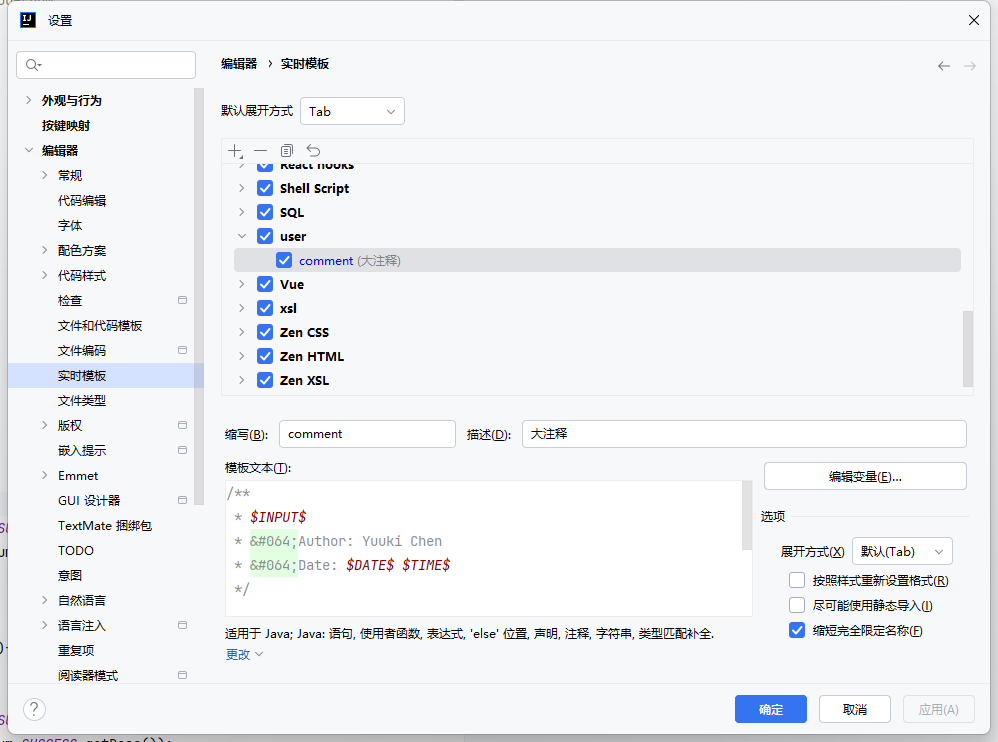 设置
编辑器 › 实时模板
外观与行为
按键映射
编辑器
常规
代码编辑
字体
配色方案
代码样式
检查
文件和代码模板
文件编码
实时模板
文件类型
版权
嵌入提示
Emmet
GUI 设计器
TextMate 捆绑包
TODO
意图
自然语言
语言注入
重复项
阅读器模式
默认展开方式 Tab
React hooks
Shell Script
SQL
user
comment (大注释)
Vue
xsl
Zen CSS
Zen HTML
Zen XSL
缩写(B): comment 描述(D): 大注释
模板文本(T):
/**
* $INPUT$
* &#064;Author: Yuuki Chen
* &#064;Date: $DATE$ $TIME$
*/
编辑变量(E)...
选项
展开方式(X) 默认(Tab)
按照样式重新设置格式(R)
尽可能使用静态导入(I)
缩短完全限定名称(F)
适用于 Java; Java: 语句, 使用者函数, 表达式, 'else' 位置, 声明, 注释, 字符串, 类型匹配补全.
更改
?
确定 取消 应用(A)